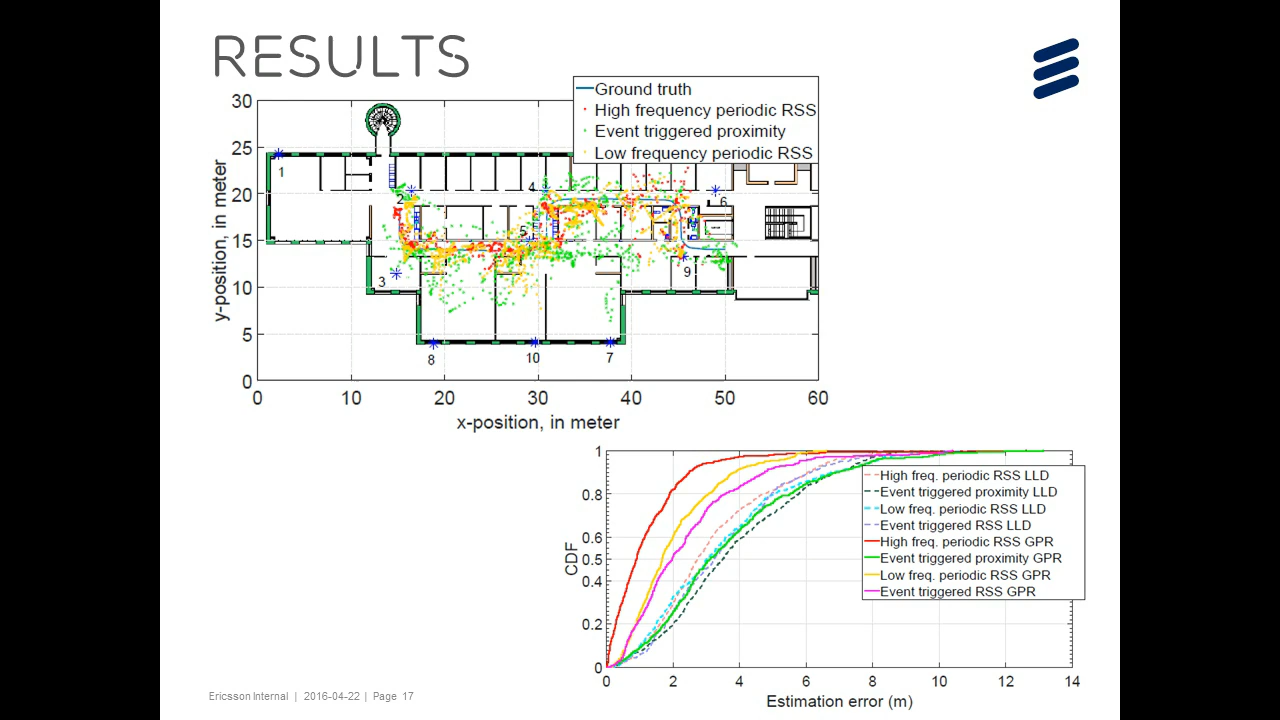 RESULTS
Ground truth
High frequency periodic RSS
Event triggered proximity
Low frequency periodic RSS
30
25
20
15
10
5
0
y-position, in meter
1
2
3
4
5
6
9
8
10
7
0 10 20 30 40 50 60
x-position, in meter
1
0.8
0.6
0.5
0.4
0.2
0
CDF
High freq. periodic RSS LLD
Event triggered proximity LLD
Low freq. periodic RSS LLD
Event triggered RSS LLD
High freq. periodic RSS GPR
Event triggered proximity GPR
Low freq. periodic RSS GPR
Event triggered RSS GPR
0 2 4 6 8 10 12 14
Estimation error (m)
Ericsson Internal | 2016-04-22 | Page 17